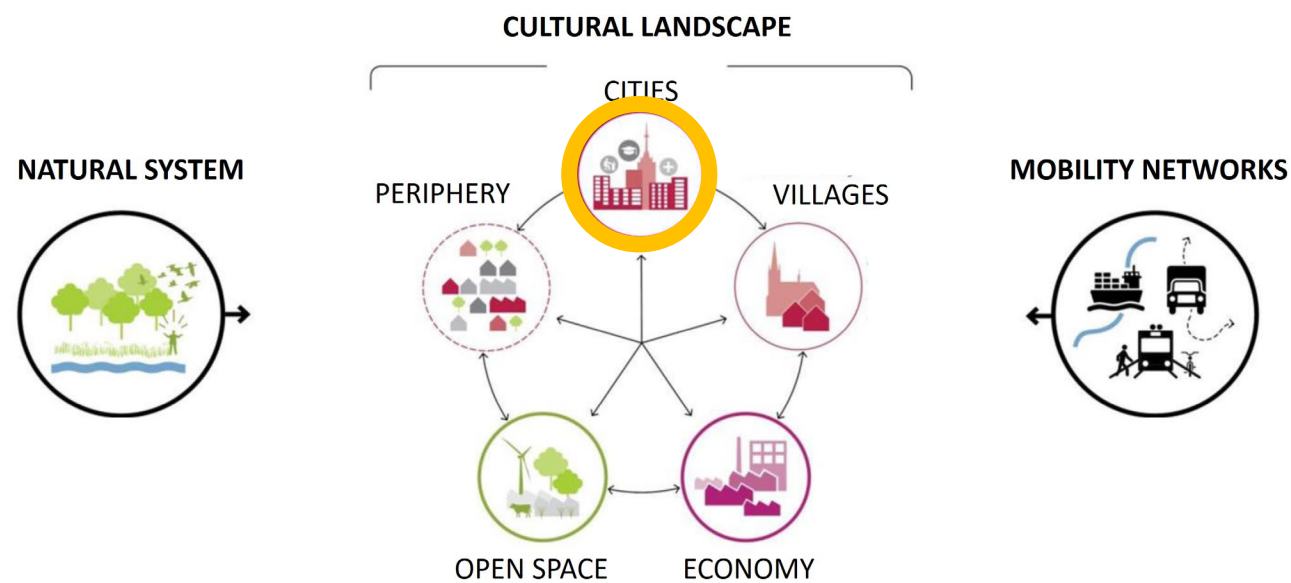 CULTURAL LANDSCAPE
CITIES
NATURAL SYSTEM
MOBILITY NETWORKS
PERIPHERY
VILLAGES
OPEN SPACE
ECONOMY